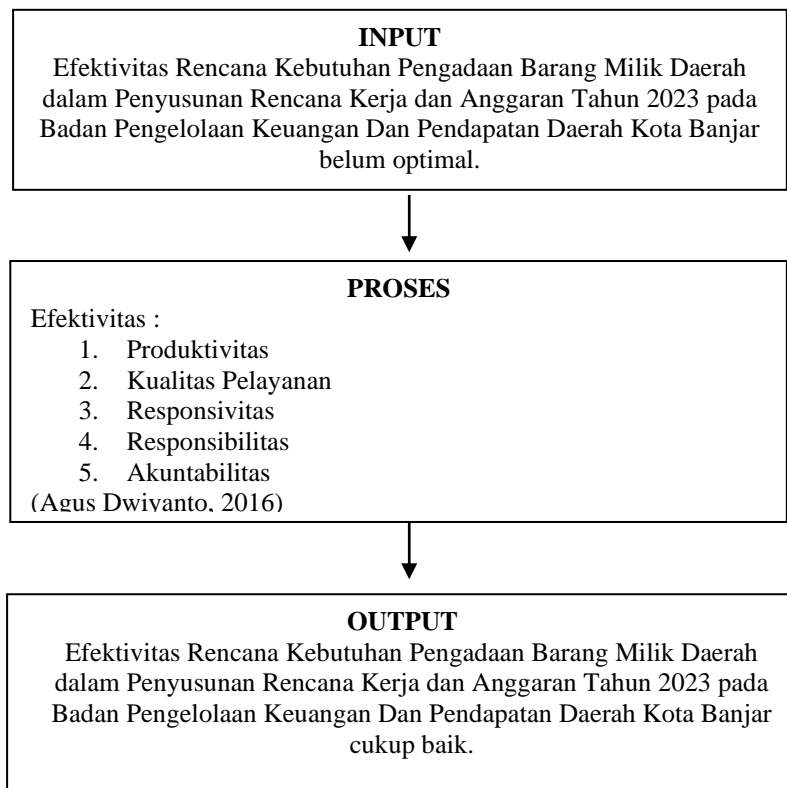 INPUT
Efektivitas Rencana Kebutuhan Pengadaan Barang Milik Daerah
dalam Penyusunan Rencana Kerja dan Anggaran Tahun 2023 pada
Badan Pengelolaan Keuangan Dan Pendapatan Daerah Kota Banjar
belum optimal.
PROSES
Efektivitas :
1. Produktivitas
2. Kualitas Pelayanan
3. Responsivitas
4. Responsibilitas
5. Akuntabilitas
(Agus Dwiyanto, 2016)
OUTPUT
Efektivitas Rencana Kebutuhan Pengadaan Barang Milik Daerah
dalam Penyusunan Rencana Kerja dan Anggaran Tahun 2023 pada
Badan Pengelolaan Keuangan Dan Pendapatan Daerah Kota Banjar
cukup baik.